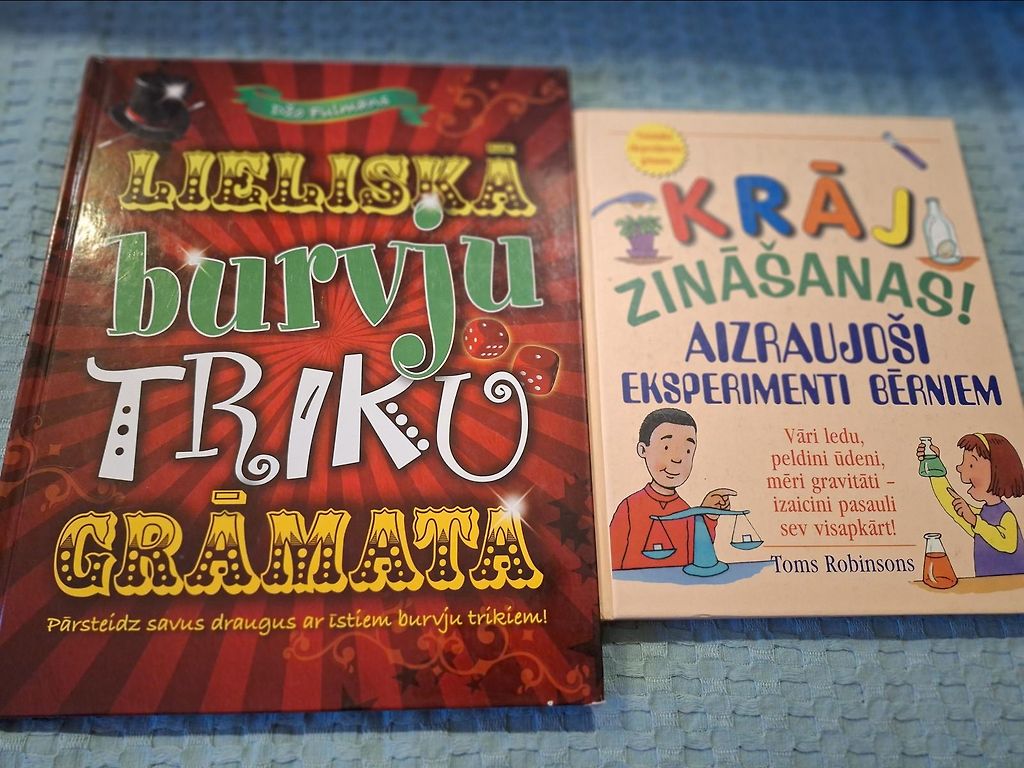 Džo Fulmans
LIELISKĀ
burvju
TRIKU
GRĀMATA
Pārsteidz savus draugus ar īstiem burvju trikiem!
KRĀJ
ZINĀŠANAS!
AIZRAUJOŠI
EKSPERIMENTI BĒRNIEM
Vāri ledu,
peldini ūdeni,
mēri gravitāti –
izaicini pasauli
sev visapkārt!
Toms Robinsons